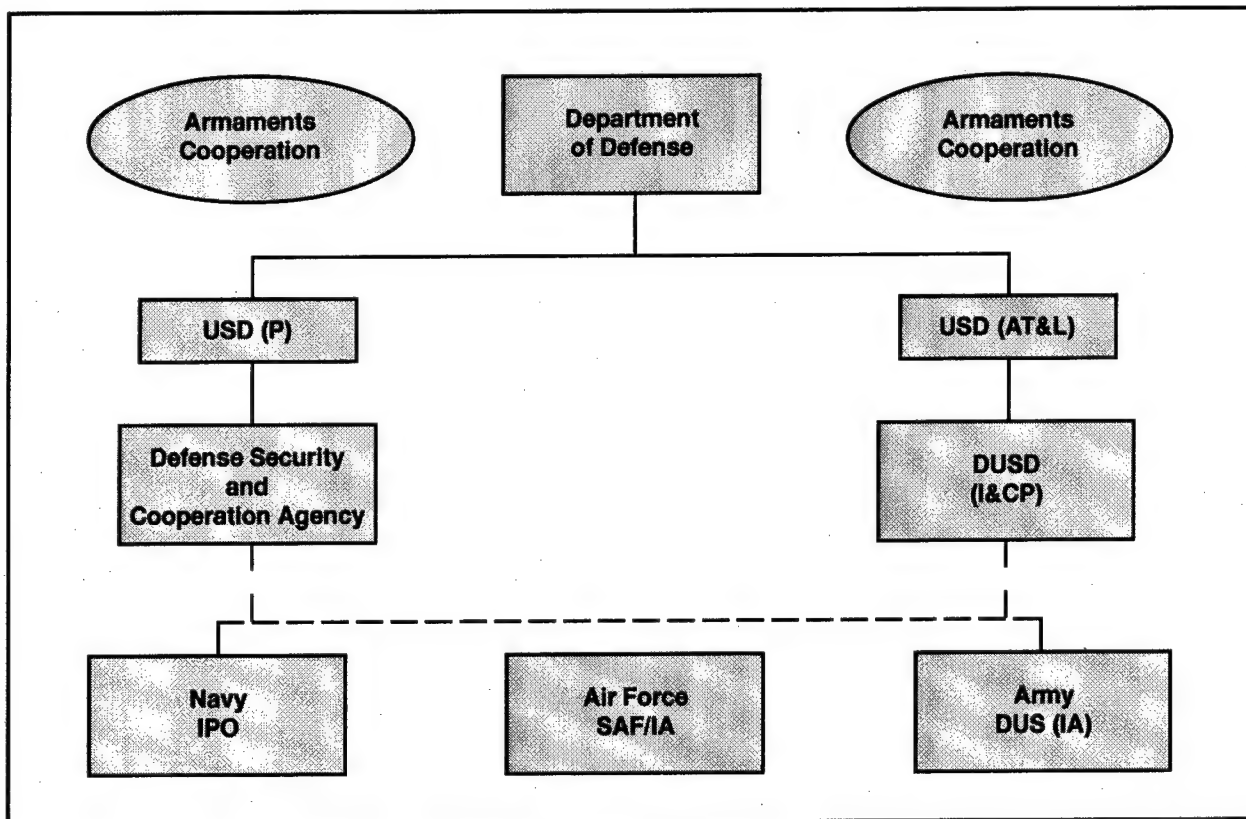 Armaments
Cooperation
Department
of Defense
Armaments
Cooperation
USD (P)
USD (AT&L)
Defense Security
and
Cooperation Agency
DUSD
(I&CP)
Navy
IPO
Air Force
SAF/IA
Army
DUS (IA)